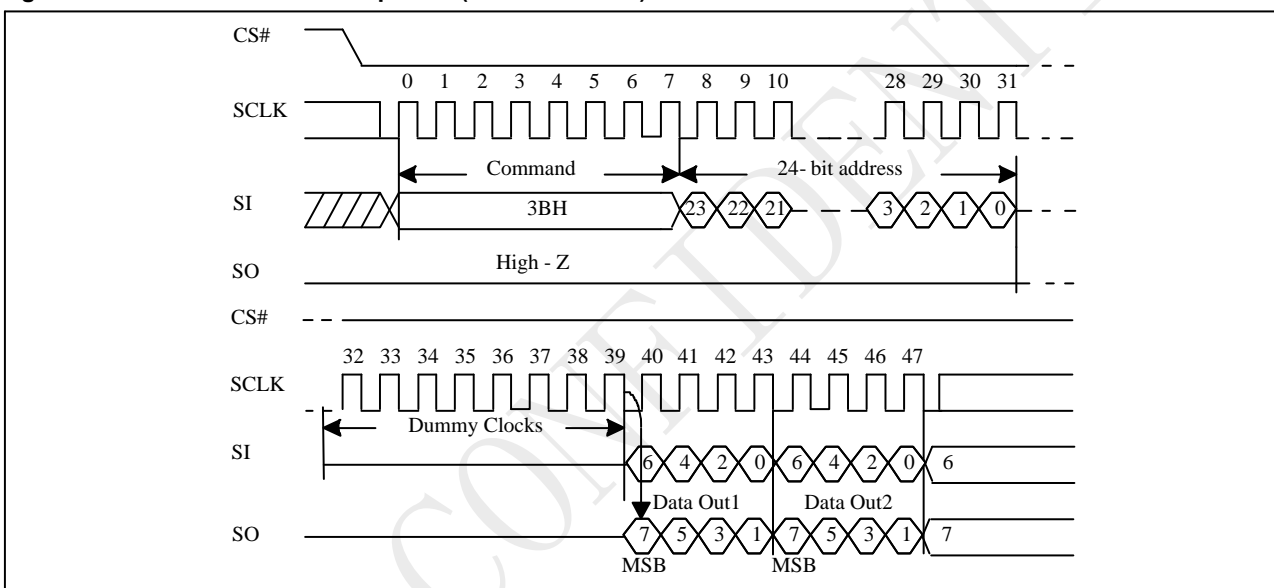 CS#
0 1 2 3 4 5 6 7 8 9 10 28 29 30 31
SCLK
Command 24- bit address
SI 3BH 23 22 21 3 2 1 0
High - Z
SO
CS#
32 33 34 35 36 37 38 39 40 41 42 43 44 45 46 47
SCLK
Dummy Clocks
SI 6 4 2 0 6 4 2 0 6
Data Out1 Data Out2
SO 7 5 3 1 7 5 3 1 7
MSB MSB